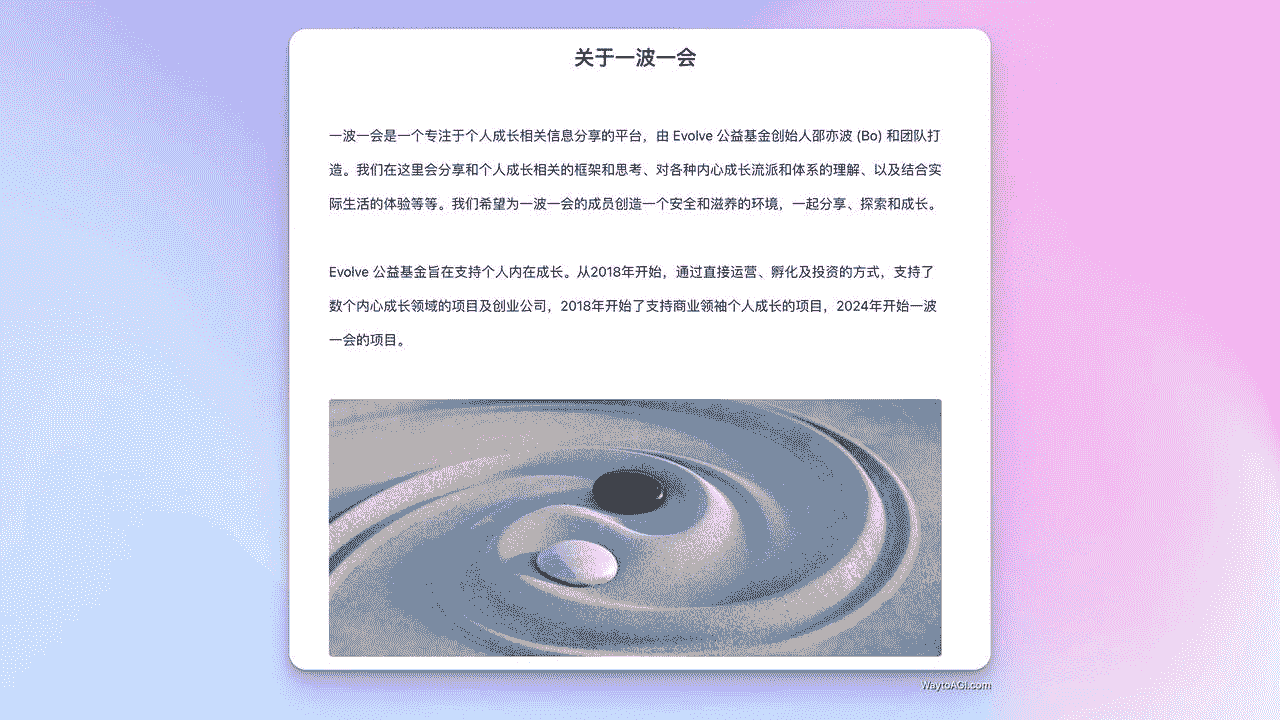 关于一波一会
一波一会是一个专注于个人成长相关信息分享的平台，由 Evolve 公益基金创始人邵亦波 (Bo) 和团队打
造。我们在这里会分享和个人成长相关的框架和思考、对各种内心成长流派和体系的理解、以及结合实
际生活的体验等等。我们希望为一波一会的成员创造一个安全和滋养的环境，一起分享、探索和成长。
Evolve 公益基金旨在支持个人内在成长。从2018年开始，通过直接运营、孵化及投资的方式，支持了
数个内心成长领域的项目及创业公司，2018年开始了支持商业领袖个人成长的项目，2024年开始一波
一会的项目。
WaytoAGI.com